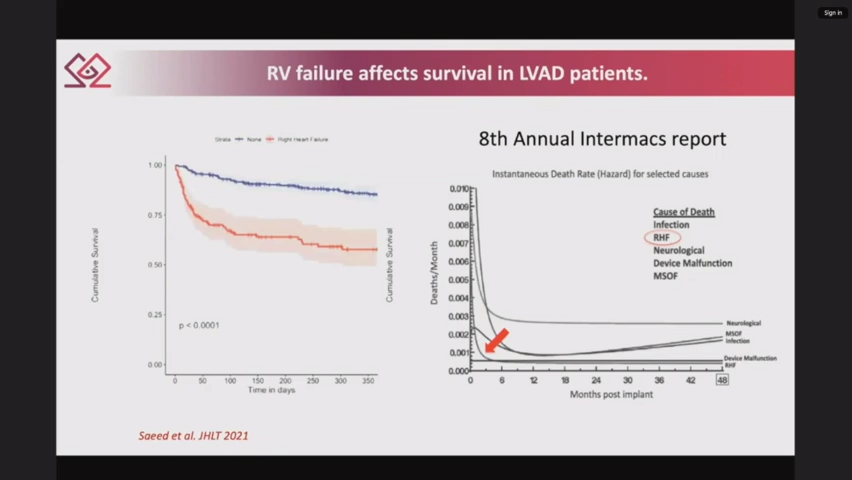 Sign in
RV failure affects survival in LVAD patients.
Strata None Right Heart Failure
Cumulative Survival
1.00
0.75
0.50
0.25
0.00
p < 0.0001
0 50 100 150 200 250 300 350
Time in days
Cumulative Survival
8th Annual Intermacs report
Instantaneous Death Rate (Hazard) for selected causes
Deaths/Month
0.010
0.009
0.008
0.007
0.006
0.005
0.004
0.003
0.002
0.001
0.000
Cause of Death
Infection
RHF
Neurological
Device Malfunction
MSOF
Neurological
MSOF
Infection
Device Malfunction
RHF
0 6 12 18 24 30 36 42 48
Months post implant
Saeed et al. JHLT 2021